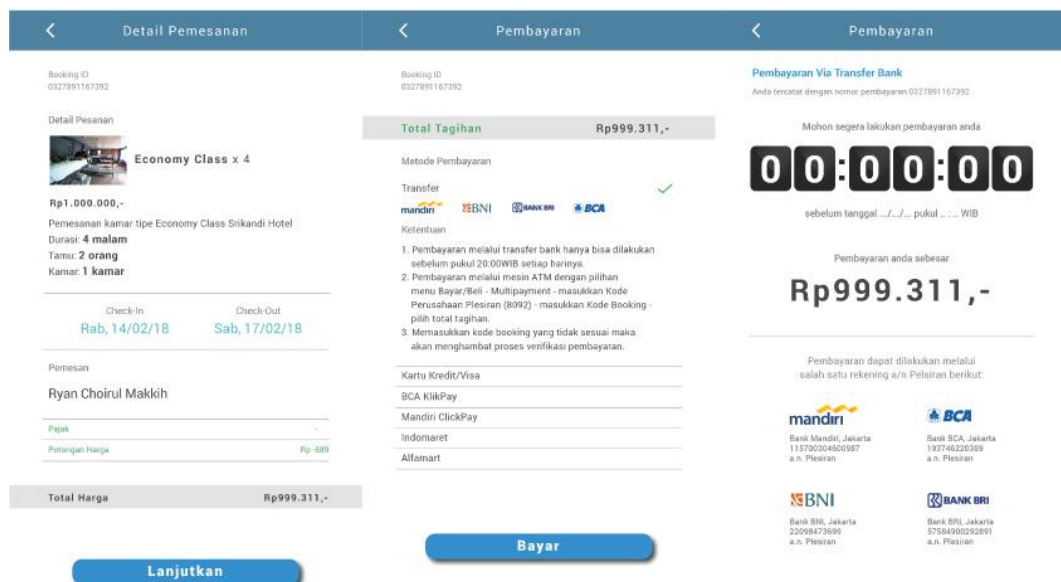 Detail Pemesanan
Booking ID
0327891167392
Detail Pesanan
Economy Class x 4
Rp1.000.000,-
Pemesanan kamar tipe Economy Class Srikandi Hotel
Durasi: 4 malam
Tamu: 2 orang
Kamar: 1 kamar
Check-In
Check-Out
Rab, 14/02/18
Sab, 17/02/18
Pemesan
Ryan Choirul Makkih
Pajak -
Potongan Harga Rp -689
Total Harga Rp999.311,-
Lanjutkan
Pembayaran
Booking ID
0327891167392
Total Tagihan Rp999.311,-
Metode Pembayaran
Transfer
mandiri BNI BANK BRI BCA
Ketentuan
1. Pembayaran melalui transfer bank hanya bisa dilakukan
sebelum pukul 20:00WIB setiap harinya.
2. Pembayaran melalui mesin ATM dengan pilihan
menu Bayar/Beli - Multipayment - masukkan Kode
Perusahaan Plesiran (8092) - masukkan Kode Booking -
pilih total tagihan.
3. Memasukkan kode booking yang tidak sesuai maka
akan menghambat proses verifikasi pembayaran.
Kartu Kredit/Visa
BCA KlikPay
Mandiri ClickPay
Indomaret
Alfamart
Bayar
Pembayaran
Pembayaran Via Transfer Bank
Anda tercatat dengan nomor pembayaran 0327891167392
Mohon segera lakukan pembayaran anda
00:00:00
sebelum tanggal .../.../... pukul .. : .. WIB
Pembayaran anda sebesar
Rp999.311,-
Pembayaran dapat dilakukan melalui
salah satu rekening a/n Pelsiran berikut:
mandiri
Bank Mandiri, Jakarta
115700304600987
a.n. Plesiran
BCA
Bank BCA, Jakarta
193746220389
a.n. Plesiran
BNI
Bank BNI, Jakarta
22098473699
a.n. Plesiran
BANK BRI
Bank BRI, Jakarta
57584900292891
a.n. Plesiran